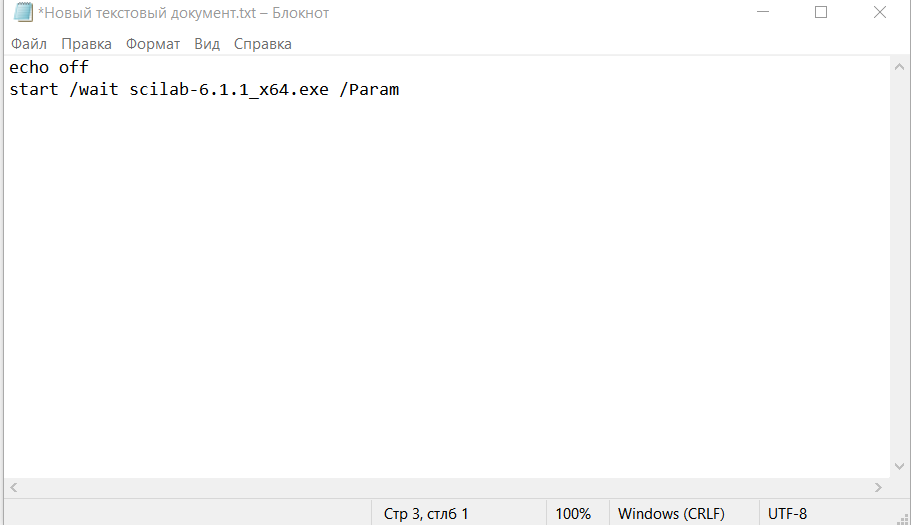 *Новый текстовый документ.txt – Блокнот
Файл Правка Формат Вид Справка
echo off
start /wait scilab-6.1.1_x64.exe /Param
Стр 3, стлб 1 100% Windows (CRLF) UTF-8